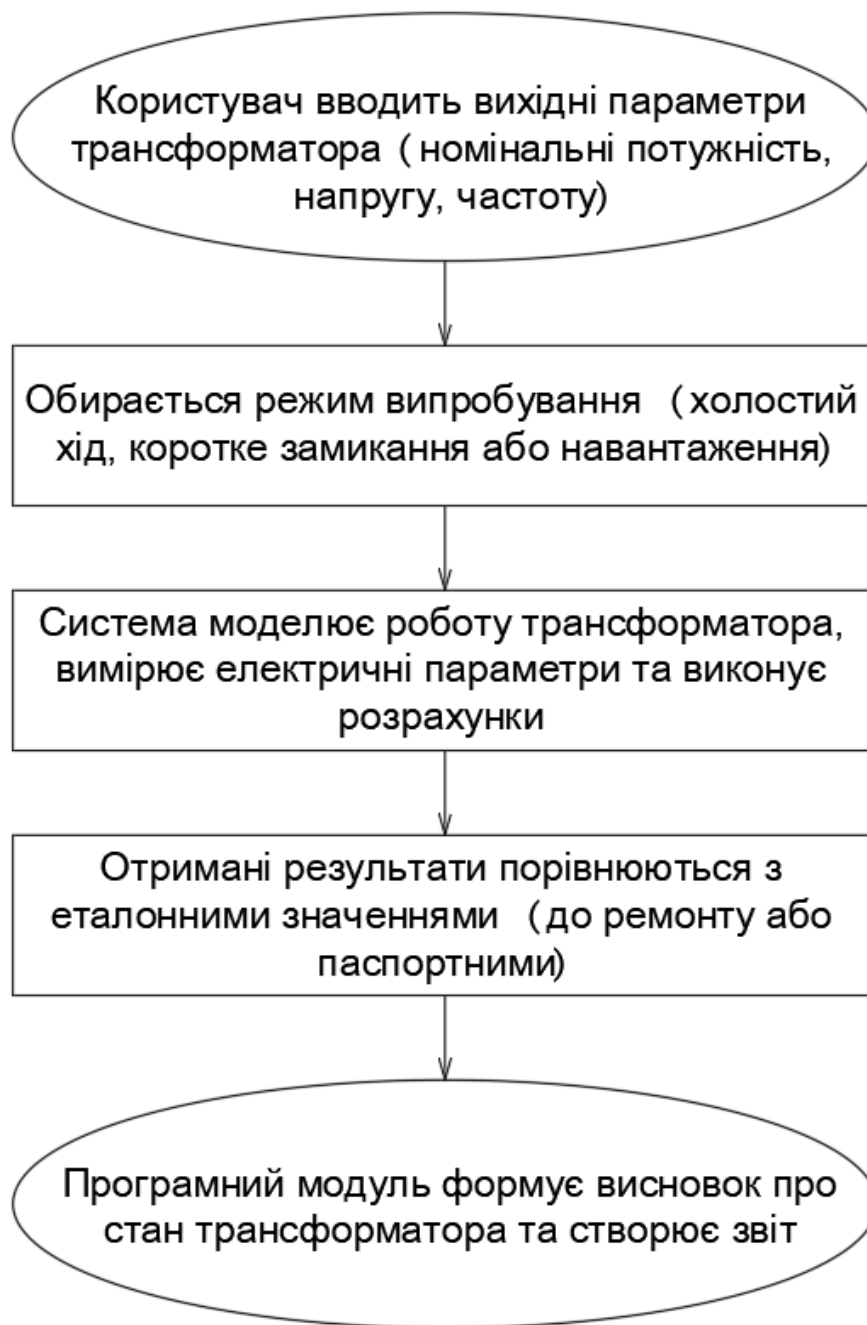 Користувач вводить вихідні параметри
трансформатора (номінальні потужність,
напругу, частоту)
Обирається режим випробування (холостий
хід, коротке замикання або навантаження)
Система моделює роботу трансформатора,
вимірює електричні параметри та виконує
розрахунки
Отримані результати порівнюються з
еталонними значеннями (до ремонту або
паспортними)
Програмний модуль формує висновок про
стан трансформатора та створює звіт